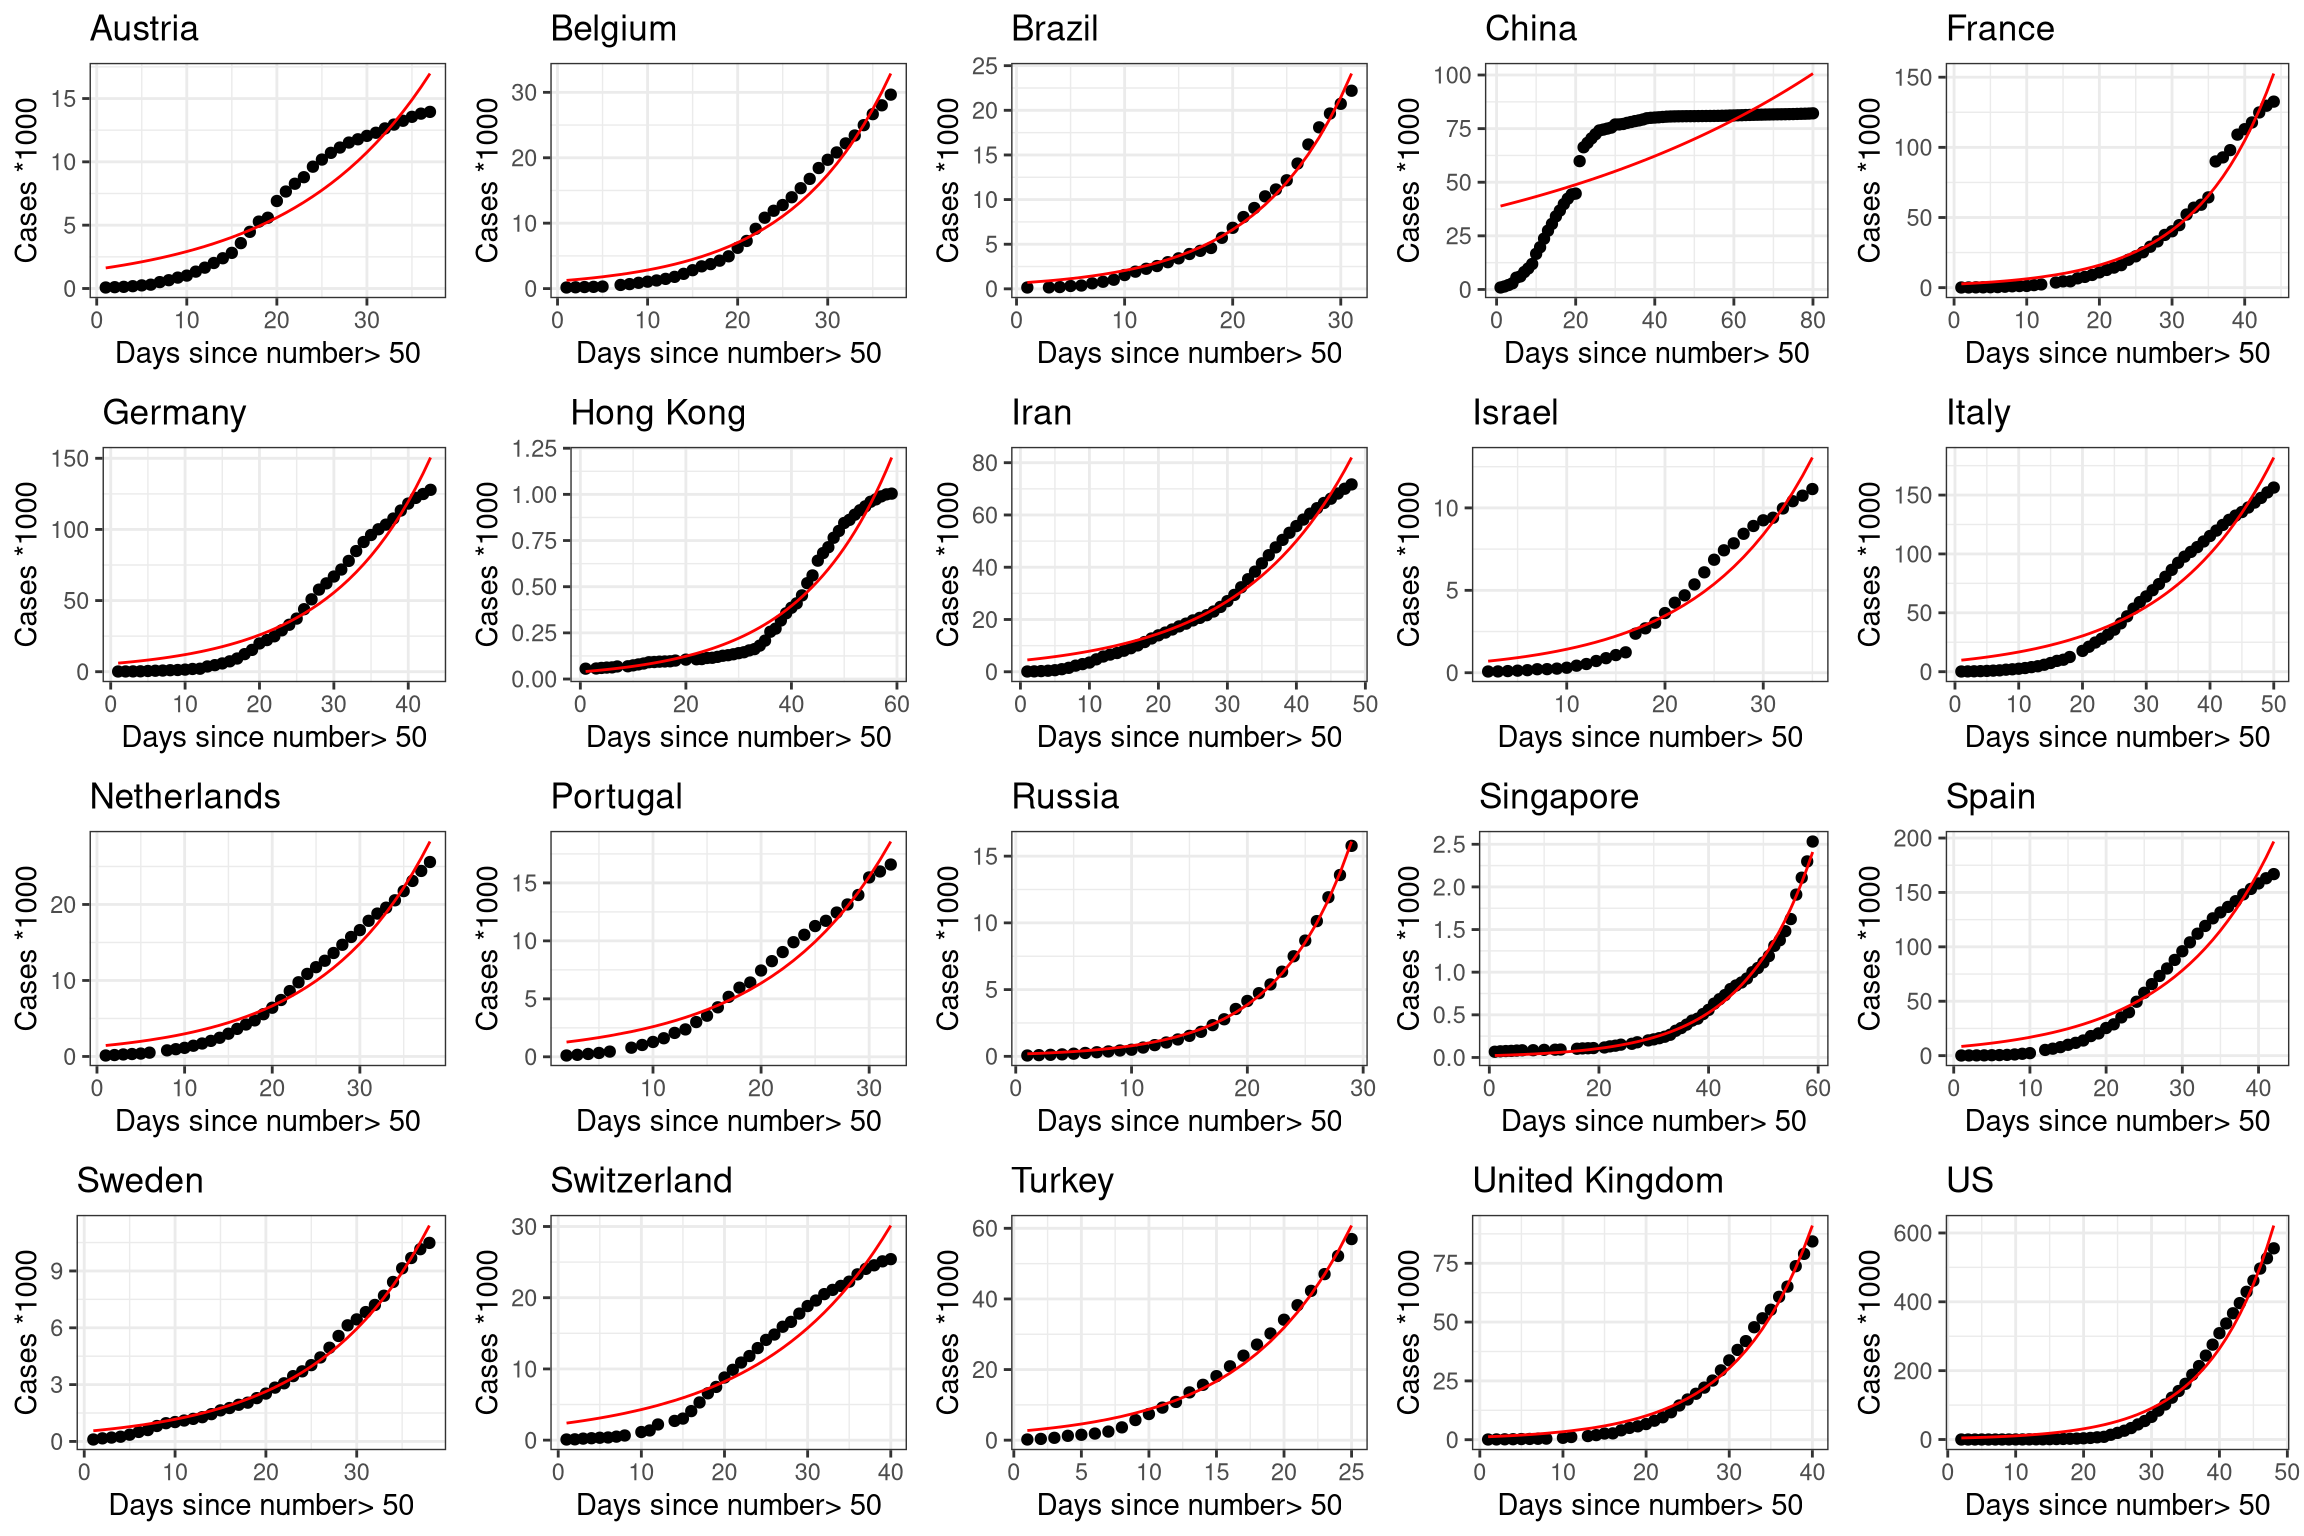 Austria
Cases *1000
15
10
5
0
0 10 20 30
Days since number> 50
Belgium
Cases *1000
30
20
10
0
0 10 20 30
Days since number> 50
Brazil
Cases *1000
25
20
15
10
5
0
0 10 20 30
Days since number> 50
China
Cases *1000
100
75
50
25
0
0 20 40 60 80
Days since number> 50
France
Cases *1000
150
100
50
0
0 10 20 30 40
Days since number> 50
Germany
Cases *1000
150
100
50
0
0 10 20 30 40
Days since number> 50
Hong Kong
Cases *1000
1.25
1.00
0.75
0.50
0.25
0.00
0 20 40 60
Days since number> 50
Iran
Cases *1000
80
60
40
20
0
0 10 20 30 40 50
Days since number> 50
Israel
Cases *1000
10
5
0
10 20 30
Days since number> 50
Italy
Cases *1000
150
100
50
0
0 10 20 30 40 50
Days since number> 50
Netherlands
Cases *1000
20
10
0
0 10 20 30
Days since number> 50
Portugal
Cases *1000
15
10
5
0
10 20 30
Days since number> 50
Russia
Cases *1000
15
10
5
0
0 10 20 30
Days since number> 50
Singapore
Cases *1000
2.5
2.0
1.5
1.0
0.5
0.0
0 20 40 60
Days since number> 50
Spain
Cases *1000
200
150
100
50
0
0 10 20 30 40
Days since number> 50
Sweden
Cases *1000
9
6
3
0
0 10 20 30
Days since number> 50
Switzerland
Cases *1000
30
20
10
0
0 10 20 30 40
Days since number> 50
Turkey
Cases *1000
60
40
20
0
0 5 10 15 20 25
Days since number> 50
United Kingdom
Cases *1000
75
50
25
0
0 10 20 30 40
Days since number> 50
US
Cases *1000
600
400
200
0
0 10 20 30 40 50
Days since number> 50